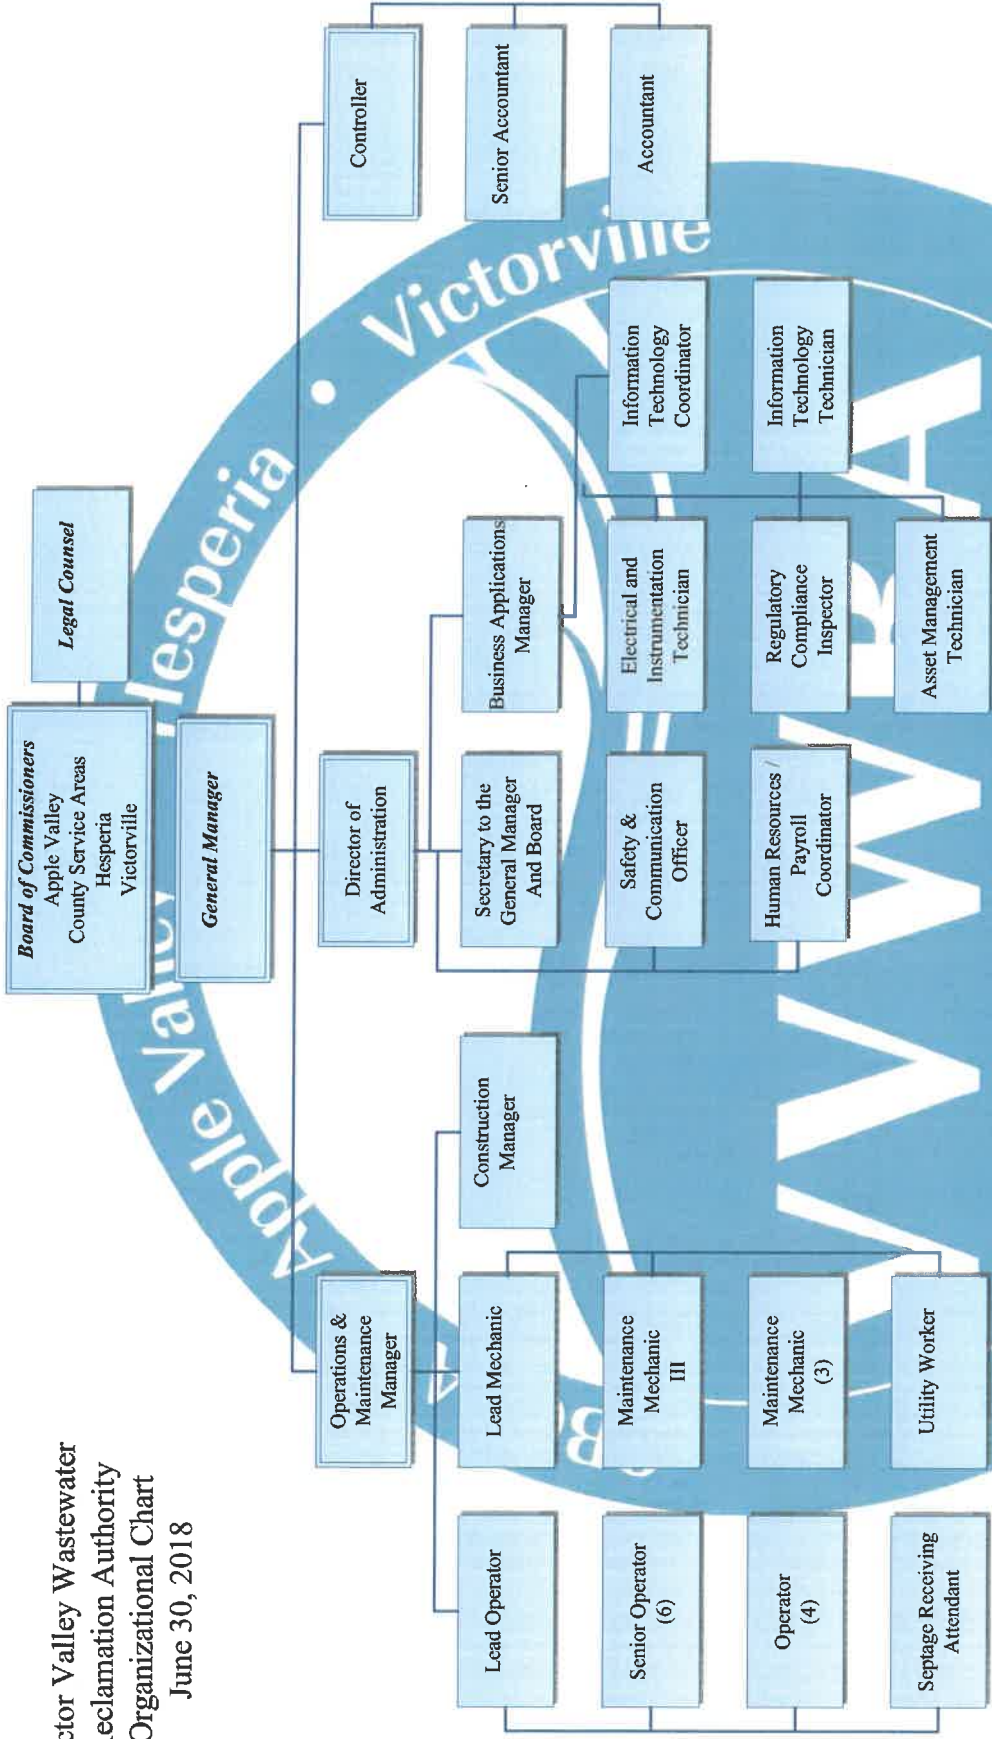 ctor Valley Wastewater
eclamation Authority
Organizational Chart
June 30, 2018
Board of Commissioners
Apple Valley
County Service Areas
Hesperia
Victorville
Legal Counsel
General Manager
Operations &
Maintenance
Manager
Director of
Administration
Controller
Lead Operator
Lead Mechanic
Construction
Manager
Secretary to the
General Manager
And Board
Business Applications
Manager
Senior Accountant
Senior Operator
(6)
Maintenance
Mechanic
III
Safety &
Communication
Officer
Electrical and
Instrumentation
Technician
Information
Technology
Coordinator
Accountant
Operator
(4)
Maintenance
Mechanic
(3)
Human Resources /
Payroll
Coordinator
Regulatory
Compliance
Inspector
Information
Technology
Technician
Septage Receiving
Attendant
Utility Worker
Asset Management
Technician
Apple Valley Hesperia • Victorville
VVWRA